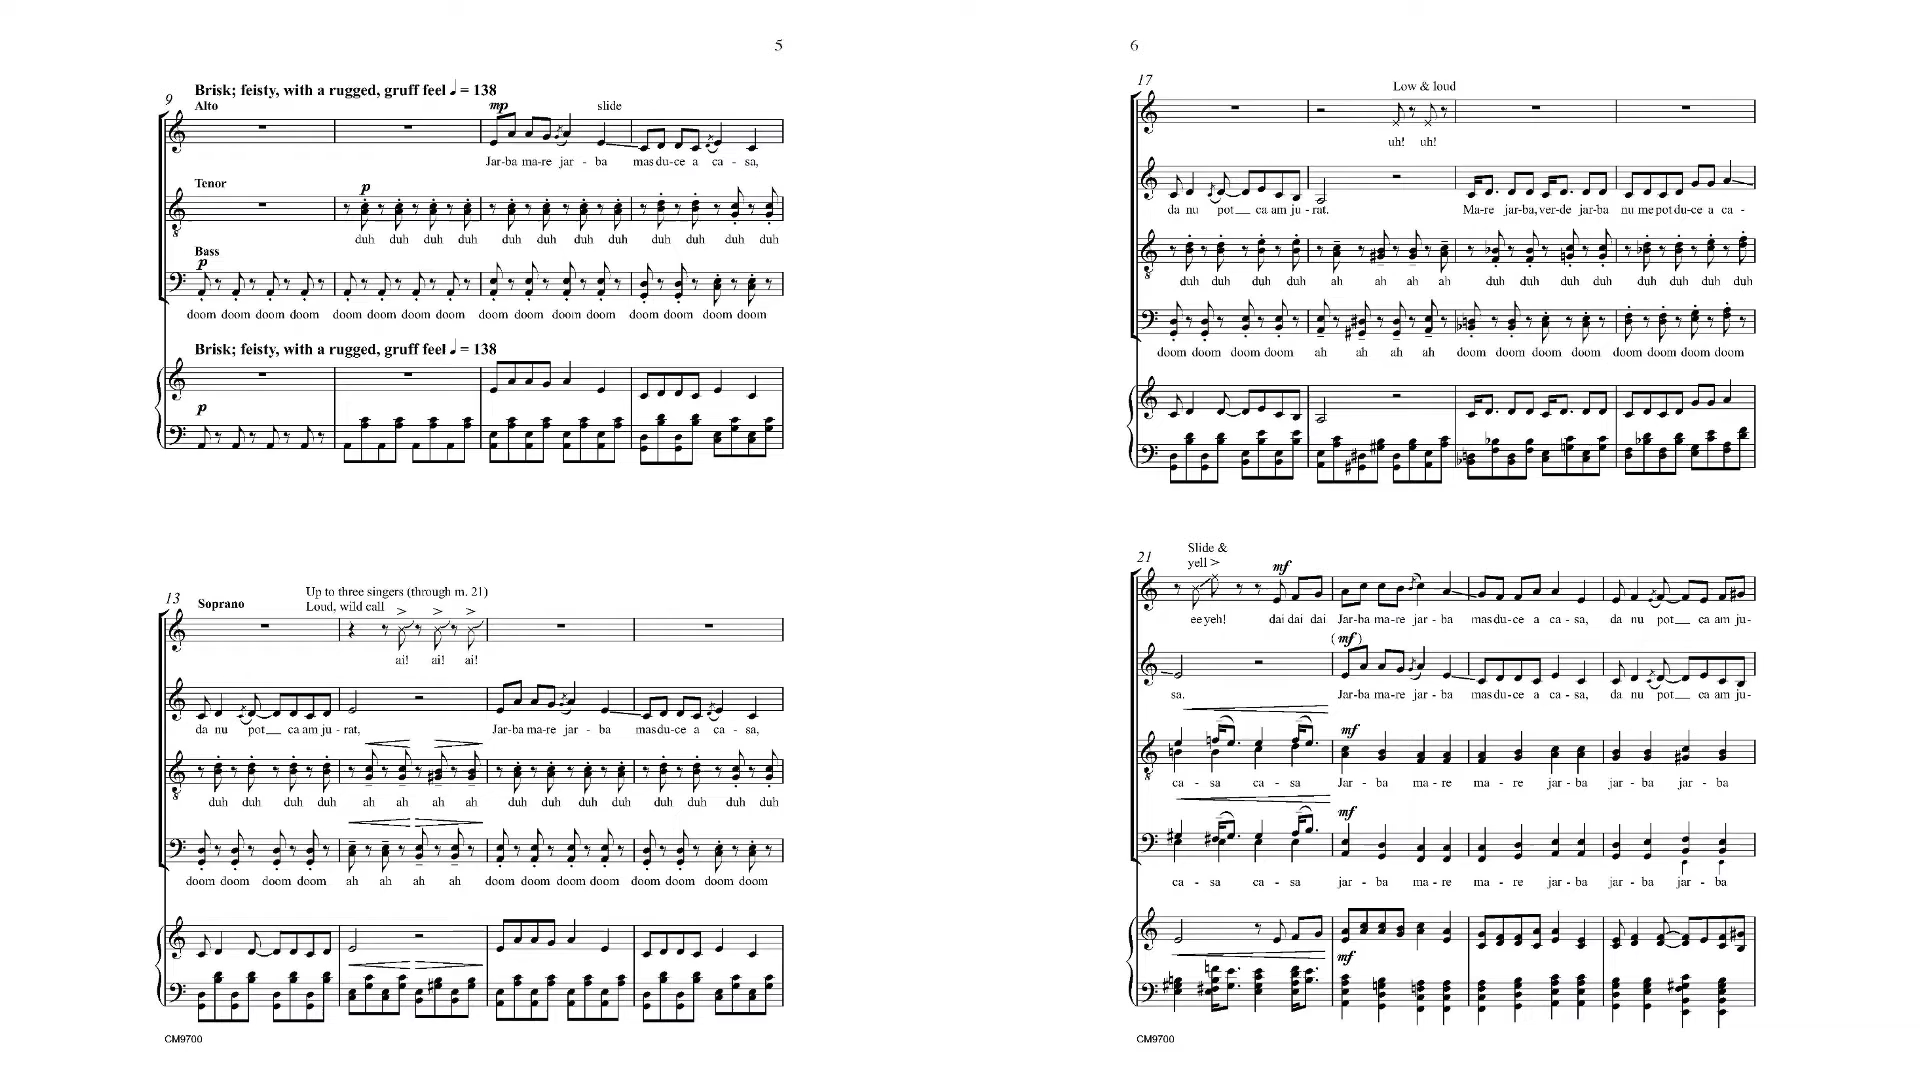 5
9
Brisk; feisty, with a rugged, gruff feel ♩ = 138
Alto
mp
slide
Jar-ba ma-re jar - ba mas du-ce a ca - sa,
Tenor
p
duh duh duh duh duh duh duh duh duh duh duh duh
Bass
p
doom doom doom doom doom doom doom doom doom doom doom doom doom doom doom doom
Brisk; feisty, with a rugged, gruff feel ♩ = 138
p
13
Soprano
Up to three singers (through m. 21)
Loud, wild call
ai! ai! ai!
da nu pot ca am ju - rat, Jar-ba ma-re jar - ba mas du-ce a ca - sa,
duh duh duh duh ah ah ah ah duh duh duh duh duh duh duh duh
doom doom doom doom ah ah ah ah doom doom doom doom doom doom doom doom
CM9700
6
17
Low & loud
uh! uh!
da nu pot ca am ju - rat. Ma-re jar-ba, ver-de jar-ba nu me pot du-ce a ca -
duh duh duh duh ah ah ah ah duh duh duh duh duh duh duh duh
doom doom doom doom ah ah ah ah doom doom doom doom doom doom doom doom
21
Slide &
yell >
mf
ee yeh! dai dai dai Jar-ba ma-re jar - ba mas du-ce a ca - sa, da nu pot ca am ju-
(mf)
sa. Jar-ba ma-re jar - ba mas du-ce a ca - sa, da nu pot ca am ju-
mf
ca - sa ca - sa Jar - ba ma - re ma - re jar - ba jar - ba jar - ba
mf
ca - sa ca - sa jar - ba ma - re ma - re jar - ba jar - ba jar - ba
mf
CM9700